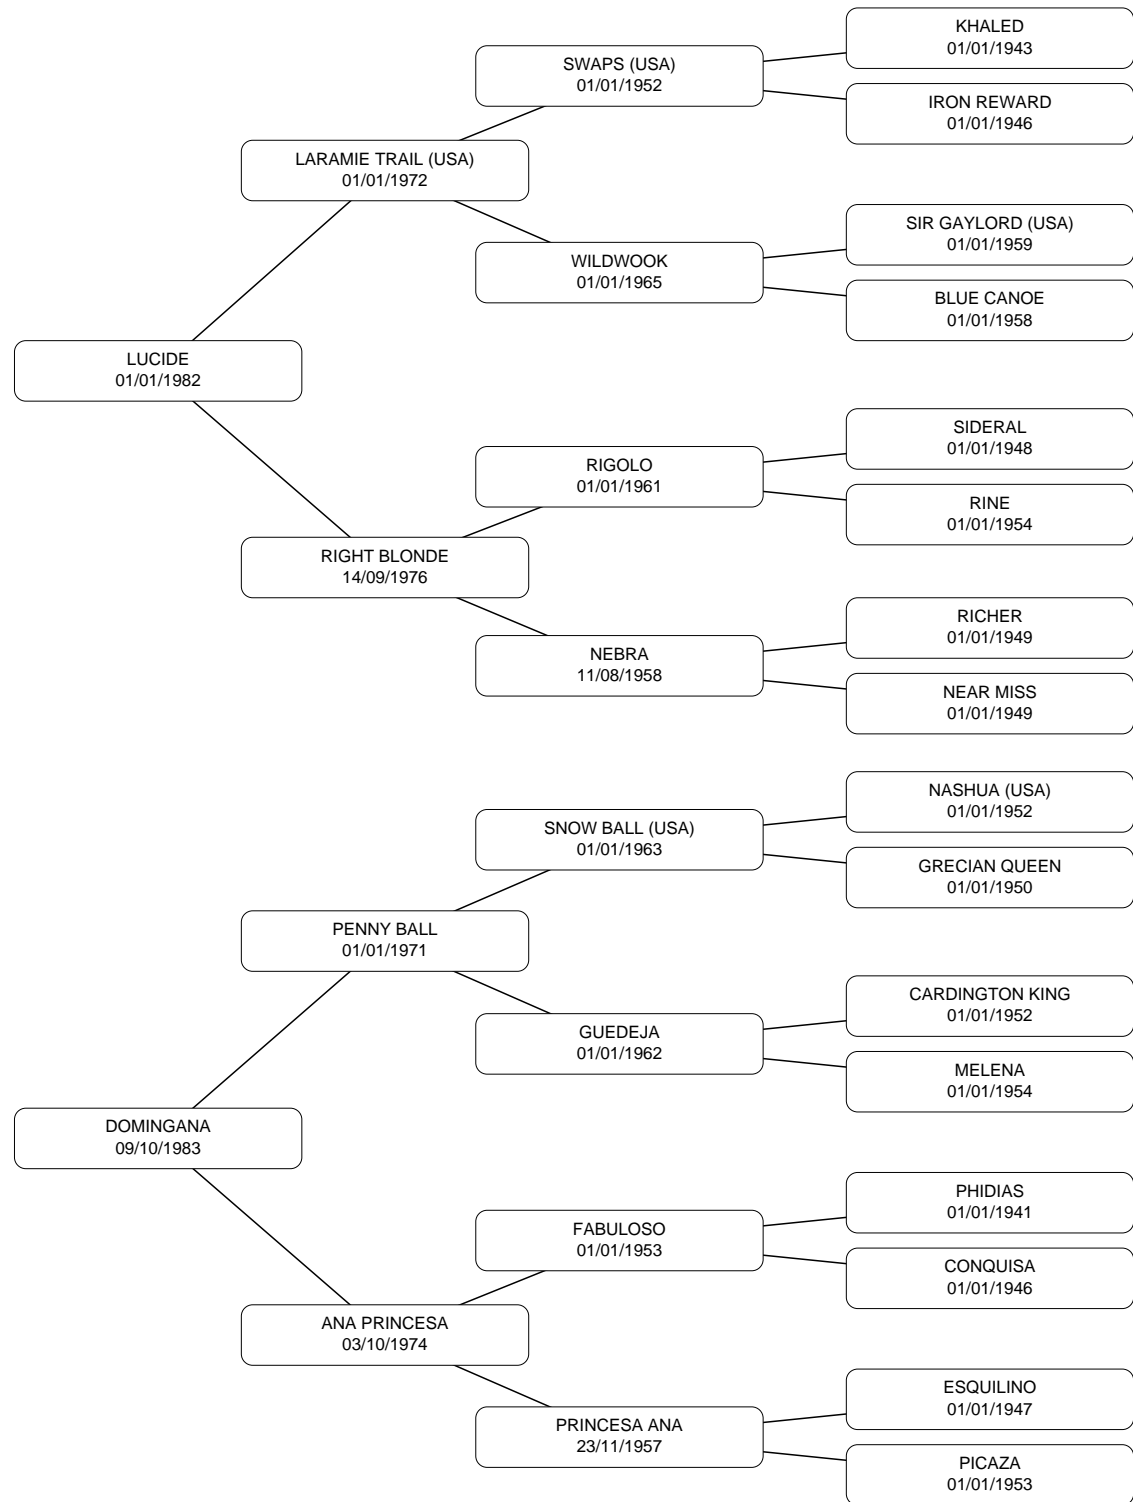 KHALED
01/01/1943
SWAPS (USA)
01/01/1952
IRON REWARD
01/01/1946
LARAMIE TRAIL (USA)
01/01/1972
SIR GAYLORD (USA)
01/01/1959
WILDWOOK
01/01/1965
BLUE CANOE
01/01/1958
LUCIDE
01/01/1982
SIDERAL
01/01/1948
RIGOLO
01/01/1961
RINE
01/01/1954
RIGHT BLONDE
14/09/1976
RICHER
01/01/1949
NEBRA
11/08/1958
NEAR MISS
01/01/1949
NASHUA (USA)
01/01/1952
SNOW BALL (USA)
01/01/1963
GRECIAN QUEEN
01/01/1950
PENNY BALL
01/01/1971
CARDINGTON KING
01/01/1952
GUEDEJA
01/01/1962
MELENA
01/01/1954
DOMINGANA
09/10/1983
PHIDIAS
01/01/1941
FABULOSO
01/01/1953
CONQUISA
01/01/1946
ANA PRINCESA
03/10/1974
ESQUILINO
01/01/1947
PRINCESA ANA
23/11/1957
PICAZA
01/01/1953